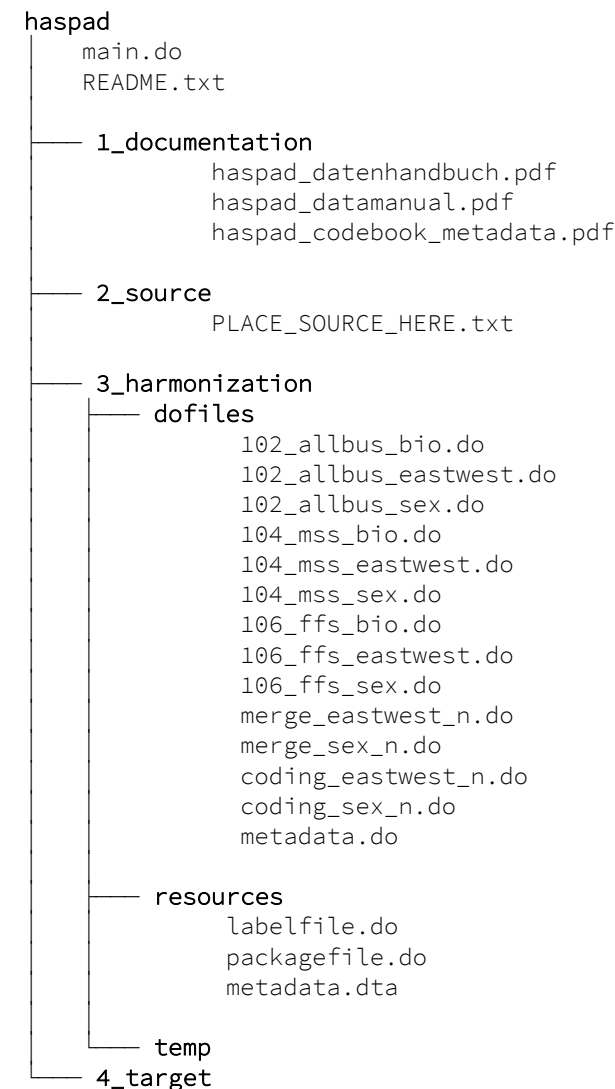 haspad
main.do
README.txt
1_documentation
haspad_datenhandbuch.pdf
haspad_datamanual.pdf
haspad_codebook_metadata.pdf
2_source
PLACE_SOURCE_HERE.txt
3_harmonization
dofiles
102_allbus_bio.do
102_allbus_eastwest.do
102_allbus_sex.do
104_mss_bio.do
104_mss_eastwest.do
104_mss_sex.do
106_ffs_bio.do
106_ffs_eastwest.do
106_ffs_sex.do
merge_eastwest_n.do
merge_sex_n.do
coding_eastwest_n.do
coding_sex_n.do
metadata.do
resources
labelfile.do
packagefile.do
metadata.dta
temp
4_target